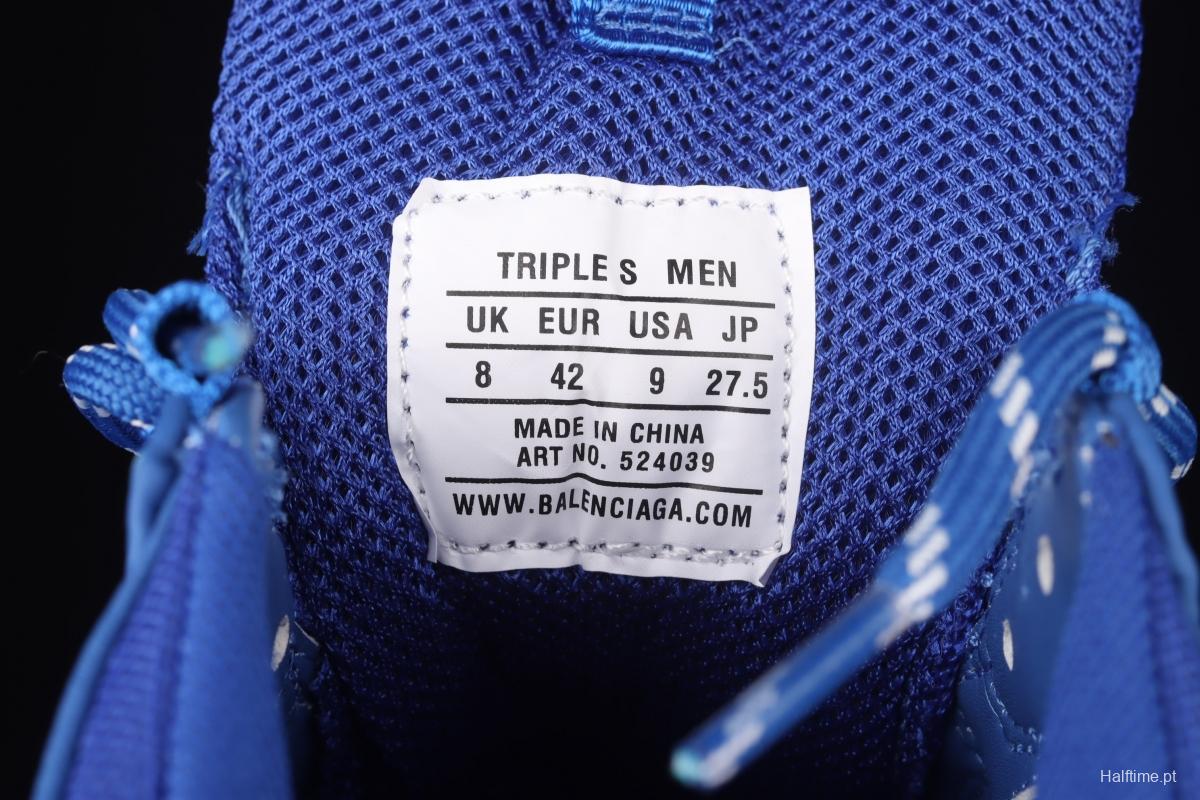 TRIPLE S MEN
UK EUR USA JP
8 42 9 27.5
MADE IN CHINA
ART NO. 524039
WWW.BALENCIAGA.COM
Halftime.pt